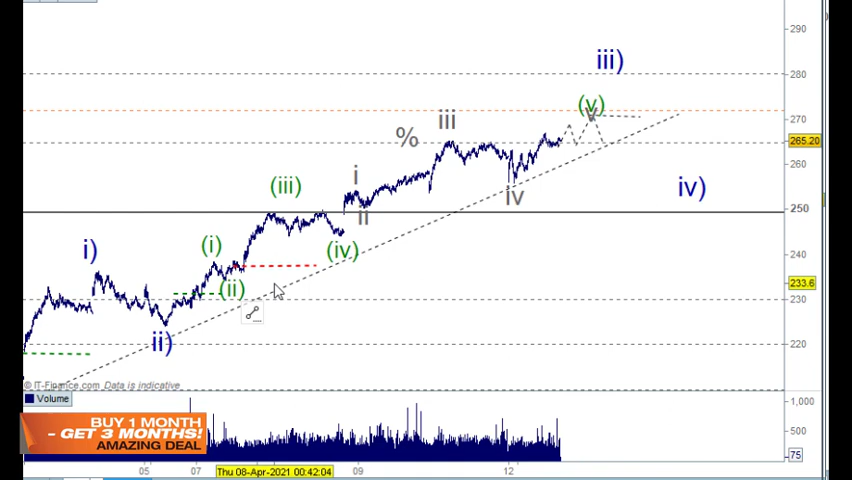 290
iii)
280
(v)
v
270
iii
%
265.20
260
i
(iii)
iv)
iv
250
ii
(i)
i)
(iv)
240
(ii)
233.6
230
ii)
220
© IT-Finance.com Data is indicative
Volume
1,000
BUY 1 MONTH
- GET 3 MONTHS!
AMAZING DEAL
500
75
05
07
Thu 08-Apr-2021 00:42:04
09
12